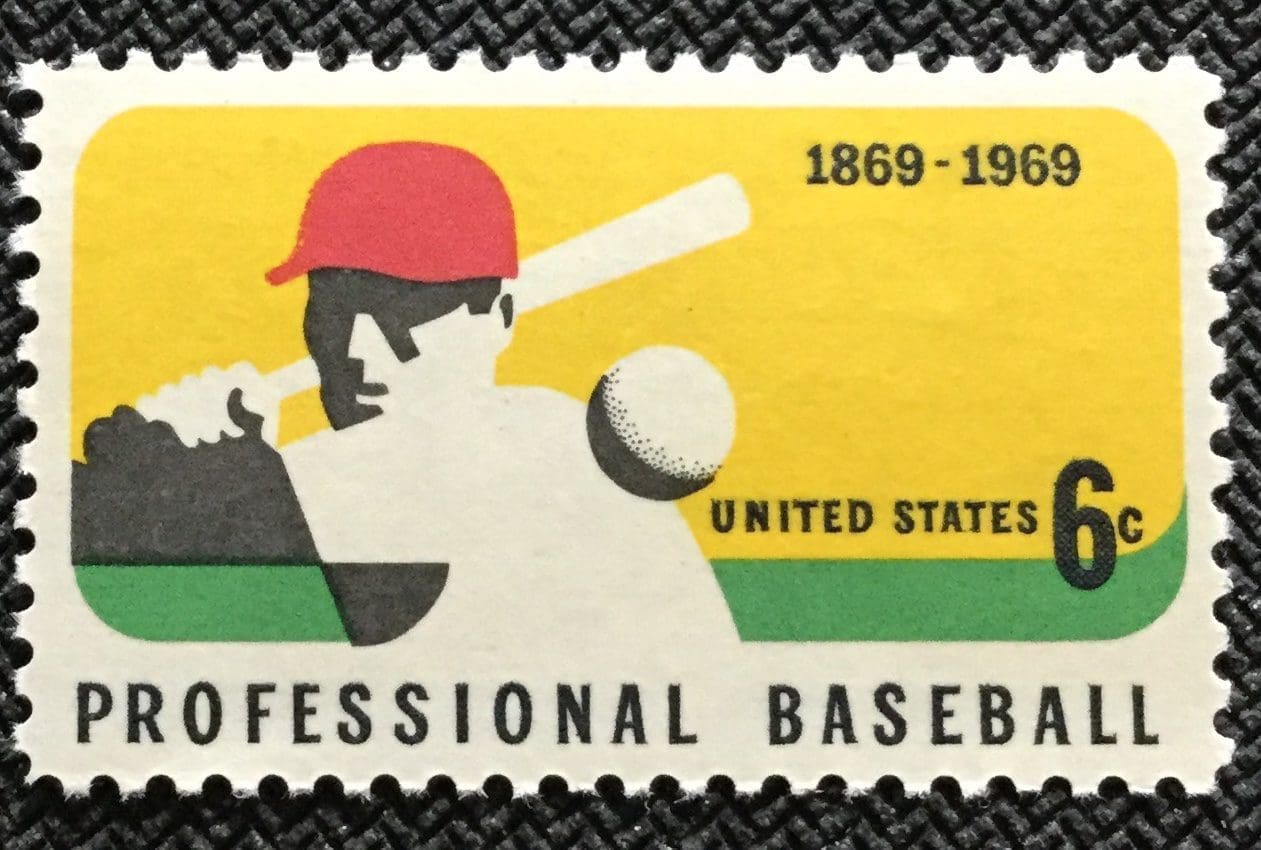 1869-1969
UNITED STATES 6c
PROFESSIONAL BASEBALL